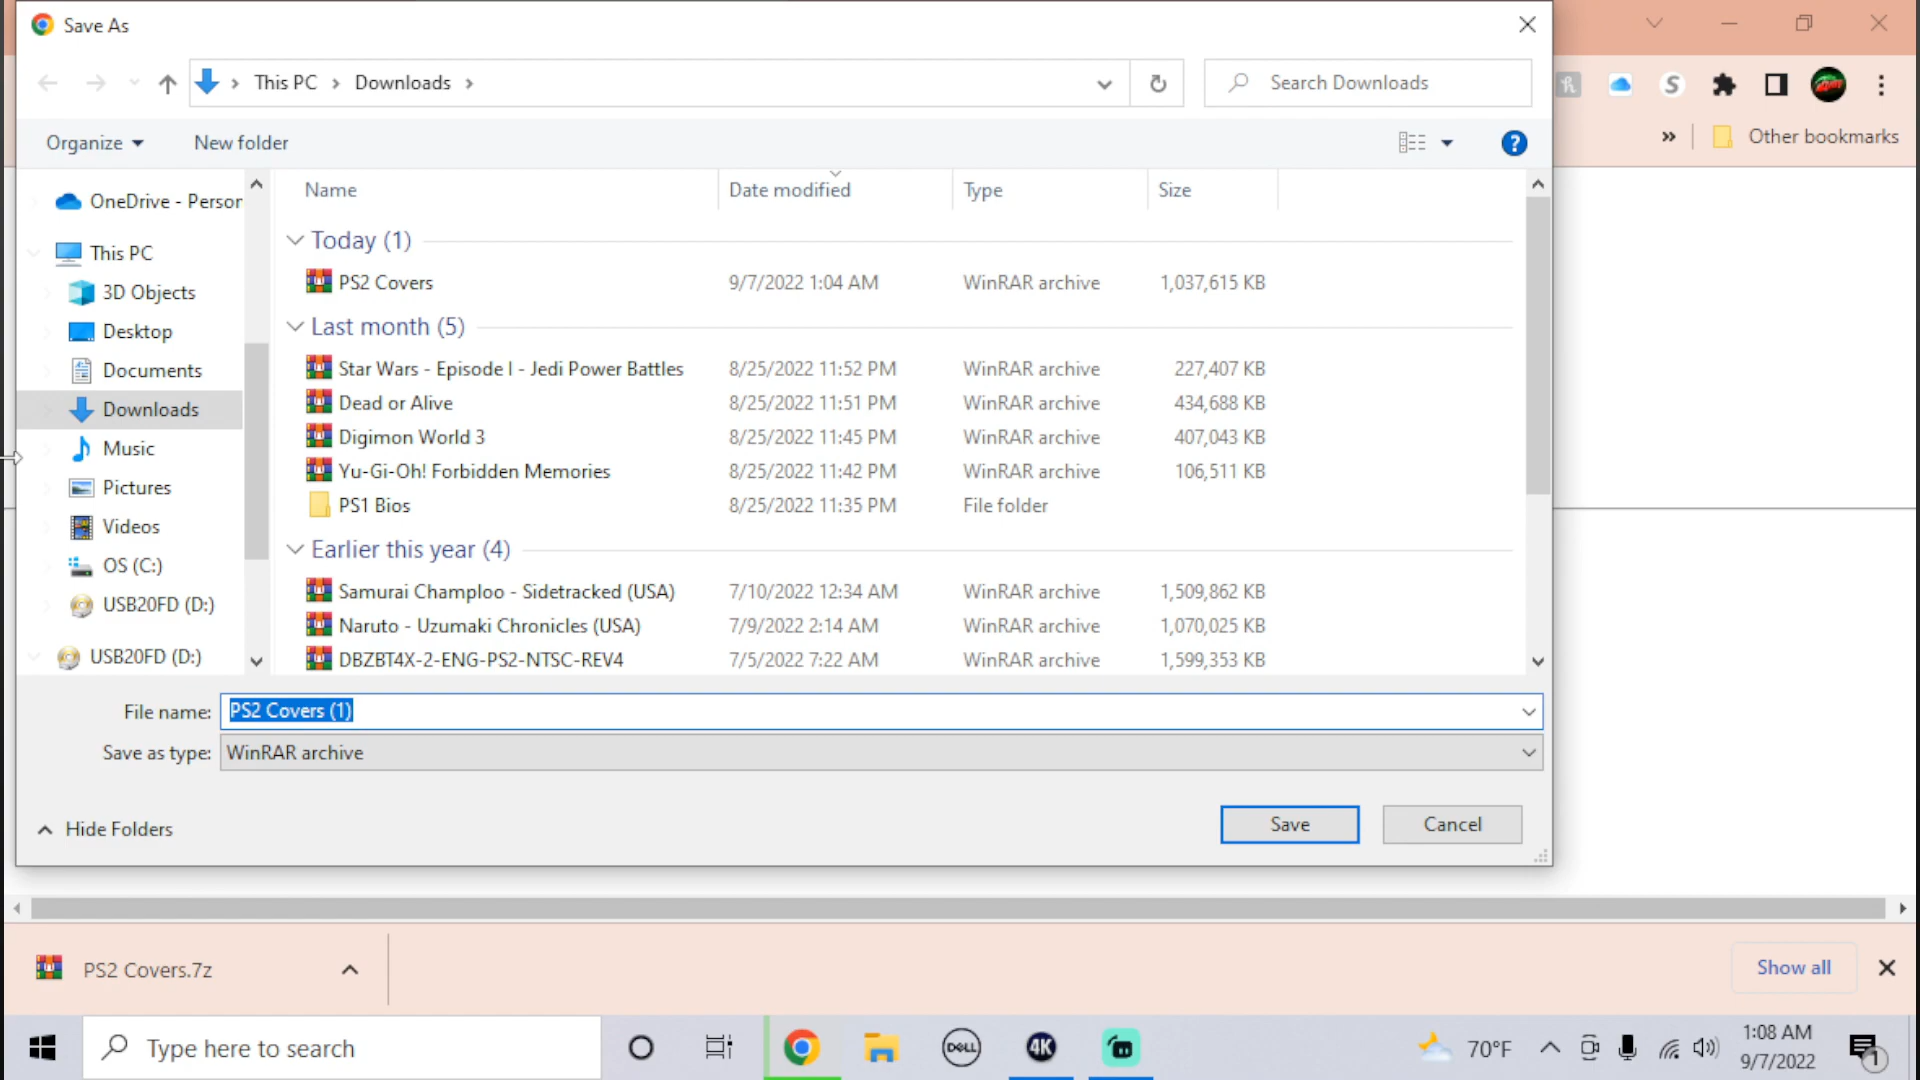 Save As
This PC > Downloads >
Search Downloads
Organize
New folder
?
Other bookmarks
OneDrive - Person
This PC
3D Objects
Desktop
Documents
Downloads
Music
Pictures
Videos
OS (C:)
USB20FD (D:)
USB20FD (D:)
Name Date modified Type Size
Today (1)
PS2 Covers 9/7/2022 1:04 AM WinRAR archive 1,037,615 KB
Last month (5)
Star Wars - Episode I - Jedi Power Battles 8/25/2022 11:52 PM WinRAR archive 227,407 KB
Dead or Alive 8/25/2022 11:51 PM WinRAR archive 434,688 KB
Digimon World 3 8/25/2022 11:45 PM WinRAR archive 407,043 KB
Yu-Gi-Oh! Forbidden Memories 8/25/2022 11:42 PM WinRAR archive 106,511 KB
PS1 Bios 8/25/2022 11:35 PM File folder
Earlier this year (4)
Samurai Champloo - Sidetracked (USA) 7/10/2022 12:34 AM WinRAR archive 1,509,862 KB
Naruto - Uzumaki Chronicles (USA) 7/9/2022 2:14 AM WinRAR archive 1,070,025 KB
DBZBT4X-2-ENG-PS2-NTSC-REV4 7/5/2022 7:22 AM WinRAR archive 1,599,353 KB
File name: PS2 Covers (1)
Save as type: WinRAR archive
Hide Folders
Save
Cancel
PS2 Covers.7z
Show all
Type here to search
DELL
4K
70°F
1:08 AM
9/7/2022
1